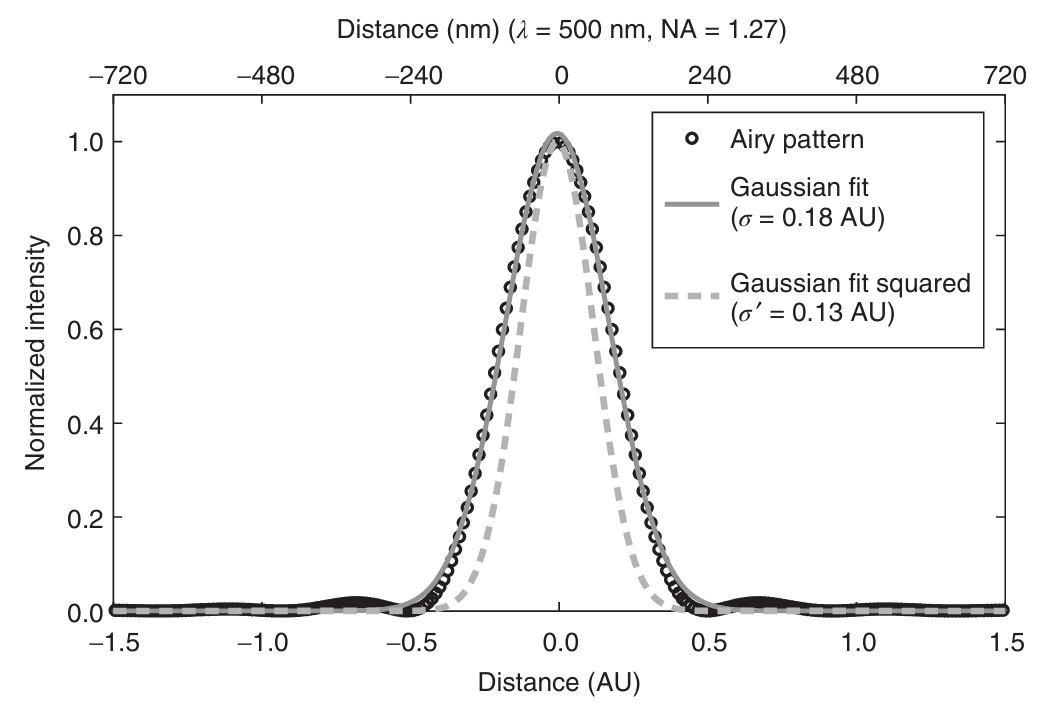 Distance (nm) (λ = 500 nm, NA = 1.27)
−720 −480 −240 0 240 480 720
Normalized intensity
1.0
0.8
0.6
0.4
0.2
0.0
Airy pattern
Gaussian fit
(σ = 0.18 AU)
Gaussian fit squared
(σ′ = 0.13 AU)
−1.5 −1.0 −0.5 0.0 0.5 1.0 1.5
Distance (AU)